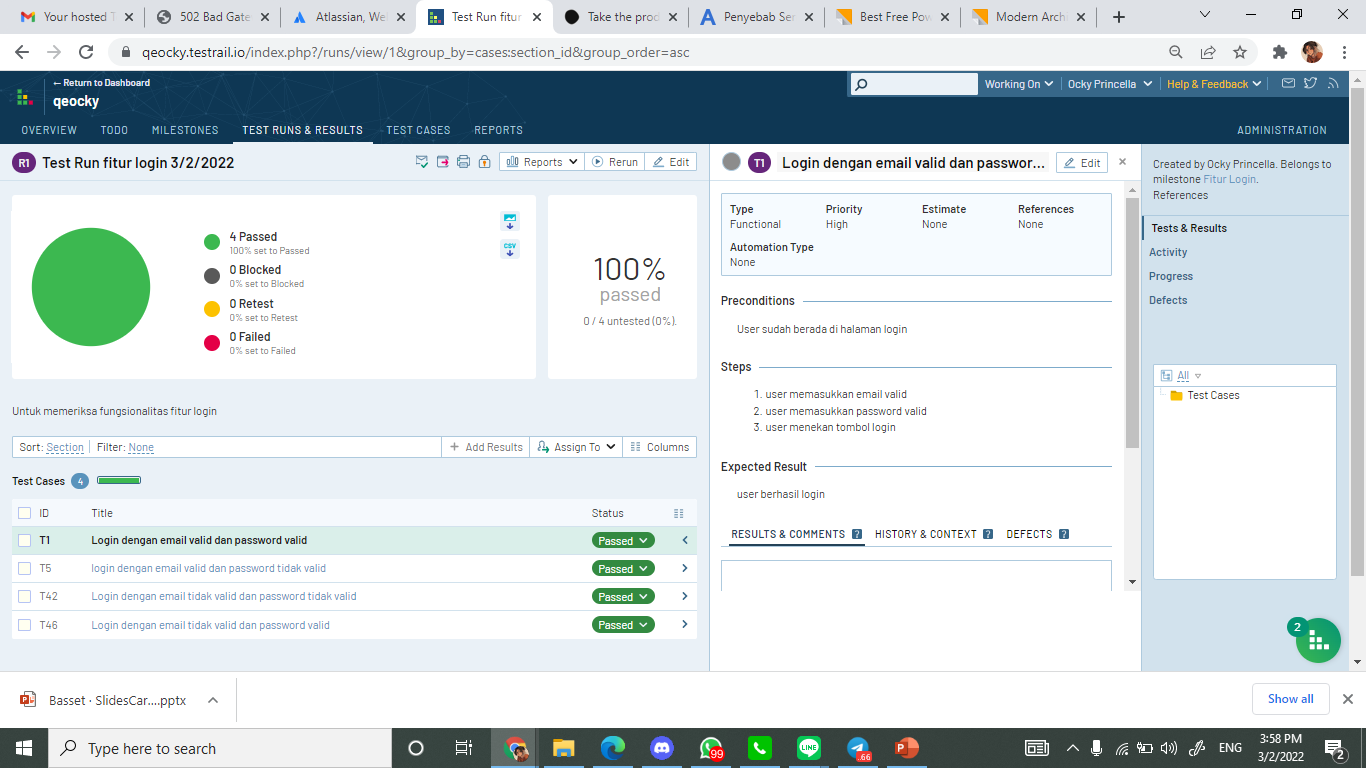 Your hosted T
502 Bad Gate
Atlassian, Wel
Test Run fitur
Take the prod
Penyebab Ser
Best Free Pow
Modern Archi
qeocky.testrail.io/index.php?/runs/view/1&group_by=cases:section_id&group_order=asc
← Return to Dashboard
qeocky
Working On
Ocky Princella
Help & Feedback
OVERVIEW
TODO
MILESTONES
TEST RUNS & RESULTS
TEST CASES
REPORTS
ADMINISTRATION
R1 Test Run fitur login 3/2/2022
Reports
Rerun
Edit
4 Passed
100% set to Passed
0 Blocked
0% set to Blocked
0 Retest
0% set to Retest
0 Failed
0% set to Failed
CSV
100%
passed
0 / 4 untested (0%).
Untuk memeriksa fungsionalitas fitur login
Sort: Section | Filter: None
+ Add Results
Assign To
Columns
Test Cases 4
ID Title Status
T1 Login dengan email valid dan password valid Passed
T5 login dengan email valid dan password tidak valid Passed
T42 Login dengan email tidak valid dan password tidak valid Passed
T46 Login dengan email tidak valid dan password valid Passed
T1 Login dengan email valid dan passwor...
Edit
Type Priority Estimate References
Functional High None None
Automation Type
None
Preconditions
User sudah berada di halaman login
Steps
1. user memasukkan email valid
2. user memasukkan password valid
3. user menekan tombol login
Expected Result
user berhasil login
RESULTS & COMMENTS ?
HISTORY & CONTEXT ?
DEFECTS ?
Created by Ocky Princella. Belongs to
milestone Fitur Login.
References
Tests & Results
Activity
Progress
Defects
All
Test Cases
2
Basset · SlidesCar....pptx
Show all
Type here to search
99
.66
ENG
3:58 PM
3/2/2022
2